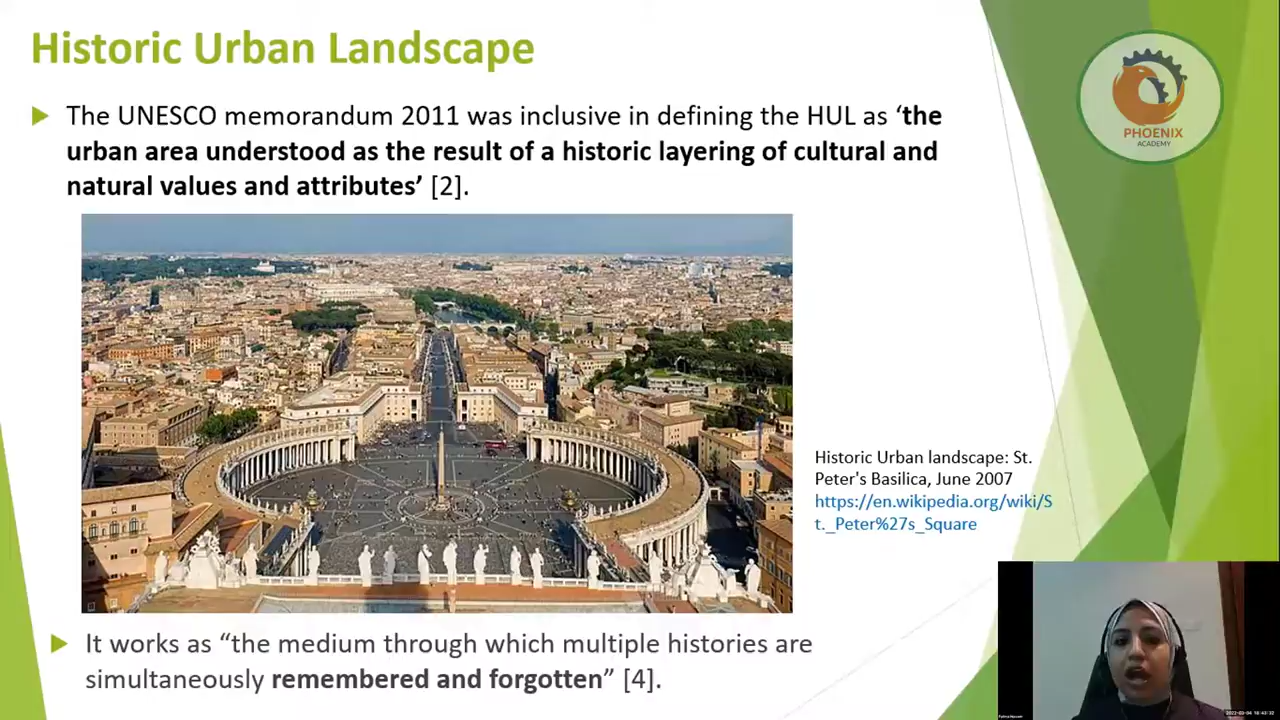 Historic Urban Landscape
The UNESCO memorandum 2011 was inclusive in defining the HUL as ‘the
urban area understood as the result of a historic layering of cultural and
natural values and attributes’ [2].
PHOENIX
ACADEMY
Historic Urban landscape: St.
Peter's Basilica, June 2007
https://en.wikipedia.org/wiki/S
t._Peter%27s_Square
It works as “the medium through which multiple histories are
simultaneously remembered and forgotten” [4].